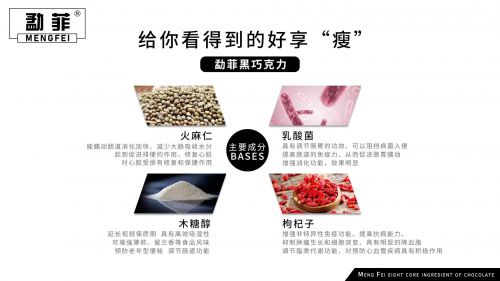 勐菲®
MENGFEI
给你看得到的好享“瘦”
勐菲黑巧克力
火麻仁
能蠕动肠道消化加快、减少大肠吸收水分
起到促进排便的作用，修复心肌
对心脏受损有修复和保健作用
乳酸菌
具有调节肠胃的功效，可以阻挡病菌入侵
提高肠道的免疫力、从而促进肠胃蠕动
增强消化功能，效果明显
主要成分
BASES
木糖醇
延长视频保质期 具有高效吸湿性
可增强薄荷、留兰香等食品风味
预防老年型便秘 调节肠道功能
枸杞子
增强非特异性免疫功能、提高抗病能力、
抑制肿瘤生长和细胞突变、具有明显的降血脂
调节脂类代谢功能、对预防心血管疾病具有积极作用
MENG FEI EIGHT CORE INGREDIENT OF CHOCOLATE